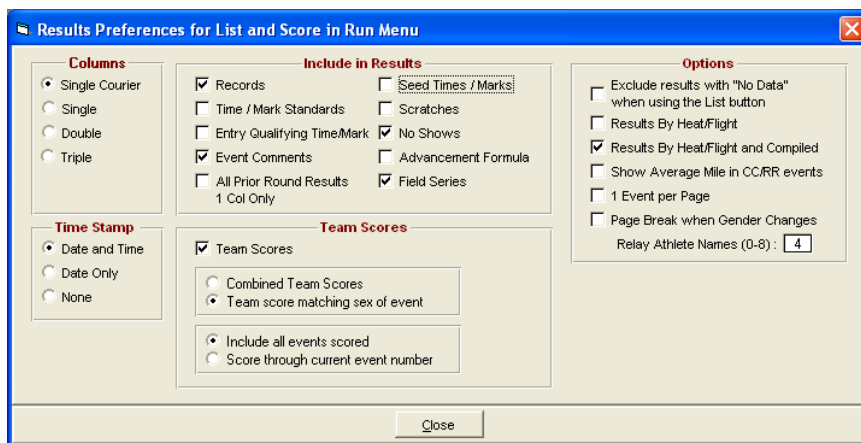 Results Preferences for List and Score in Run Menu
Columns
Single Courier
Single
Double
Triple
Include in Results
Records
Time / Mark Standards
Entry Qualifying Time/Mark
Event Comments
All Prior Round Results
1 Col Only
Seed Times / Marks
Scratches
No Shows
Advancement Formula
Field Series
Options
Exclude results with "No Data"
when using the List button
Results By Heat/Flight
Results By Heat/Flight and Compiled
Show Average Mile in CC/RR events
1 Event per Page
Page Break when Gender Changes
Relay Athlete Names (0-8) : 4
Time Stamp
Date and Time
Date Only
None
Team Scores
Team Scores
Combined Team Scores
Team score matching sex of event
Include all events scored
Score through current event number
Close